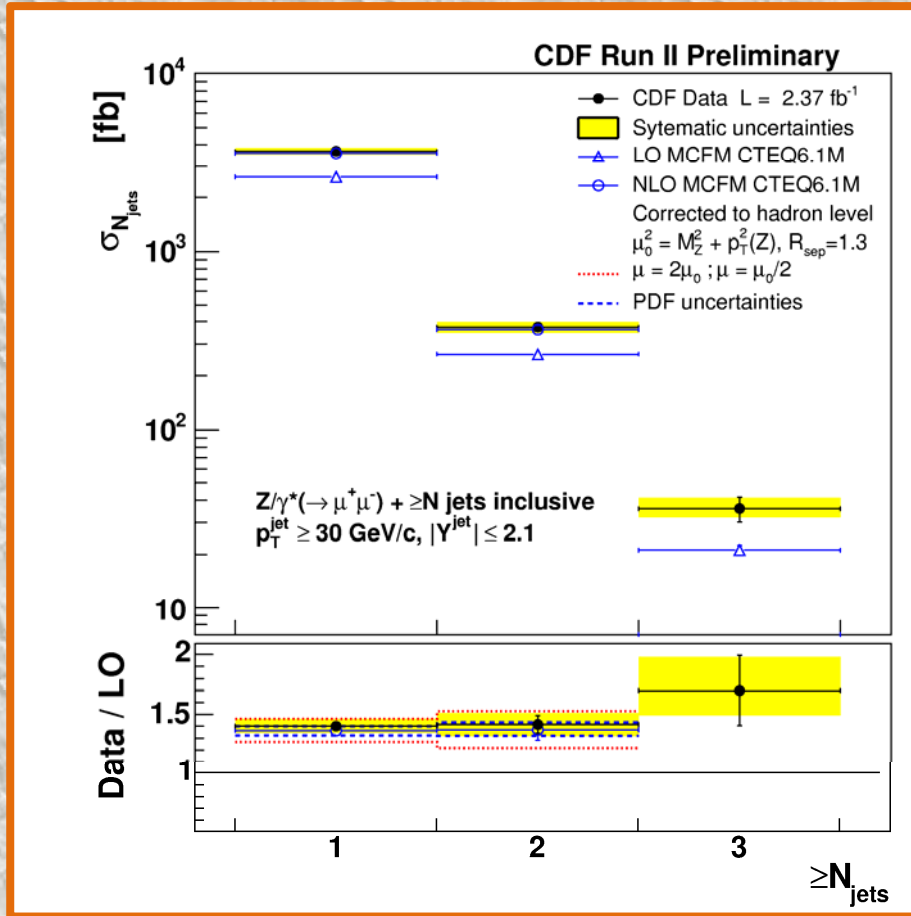 CDF Run II Preliminary
10⁴
10³
10²
10
σ_N_jets [fb]
CDF Data L = 2.37 fb⁻¹
Sytematic uncertainties
LO MCFM CTEQ6.1M
NLO MCFM CTEQ6.1M
Corrected to hadron level
μ₀² = M_Z² + p_T²(Z), R_sep=1.3
μ = 2μ₀ ; μ = μ₀/2
PDF uncertainties
Z/γ*(→ μ⁺μ⁻) + ≥N jets inclusive
p_T^jet ≥ 30 GeV/c, |Y^jet| ≤ 2.1
Data / LO
2
1.5
1
1 2 3
≥N_jets